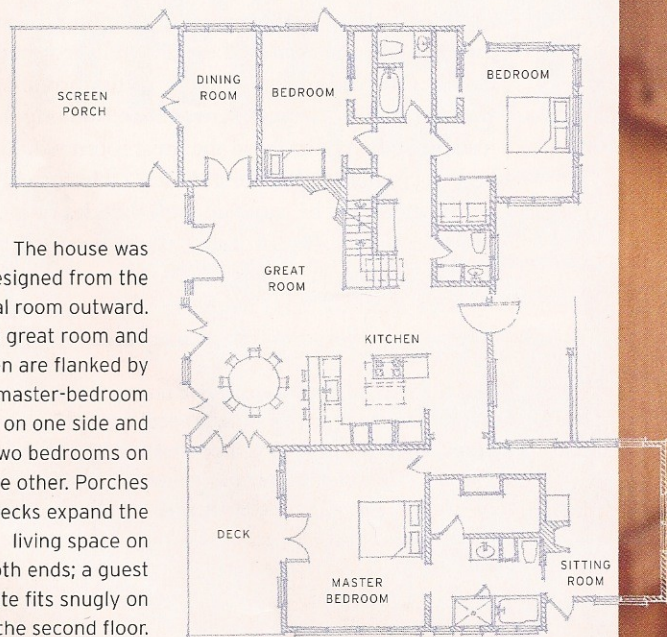 SCREEN
PORCH
DINING
ROOM
BEDROOM
BEDROOM
GREAT
ROOM
KITCHEN
DECK
MASTER
BEDROOM
SITTING
ROOM
The house was
esigned from the
al room outward.
great room and
en are flanked by
master-bedroom
on one side and
wo bedrooms on
e other. Porches
ecks expand the
living space on
oth ends; a guest
te fits snugly on
the second floor.